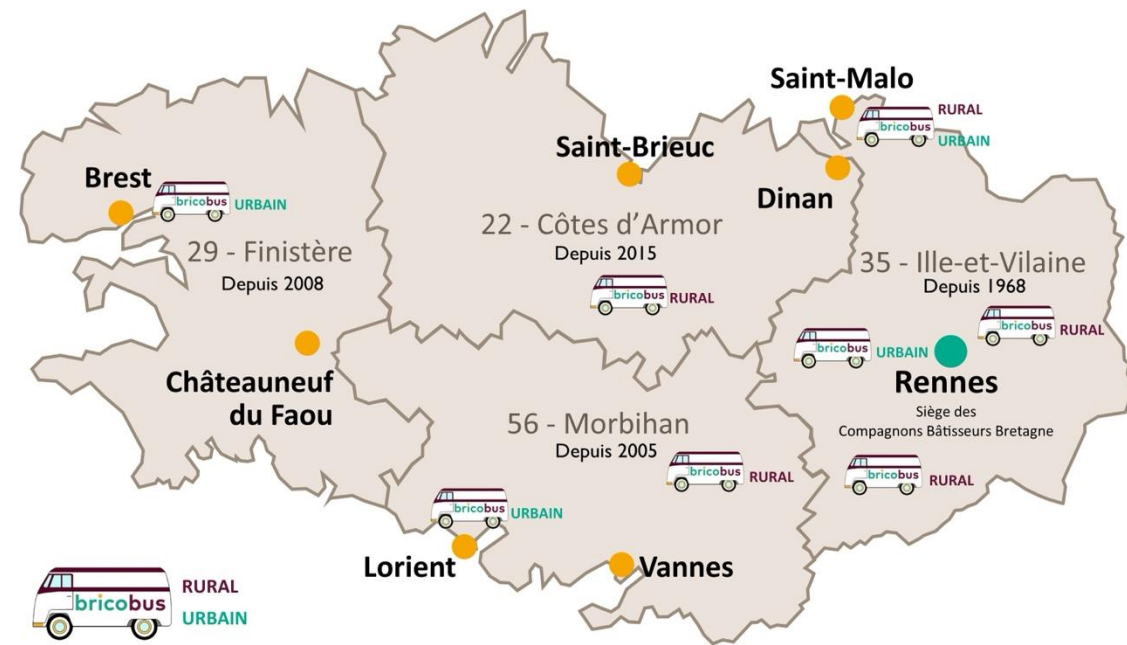 Saint-Malo
bricobus
RURAL
URBAIN
Saint-Brieuc
Dinan
Brest
bricobus URBAIN
22 - Côtes d’Armor
Depuis 2015
bricobus RURAL
29 - Finistère
Depuis 2008
35 - Ille-et-Vilaine
Depuis 1968
bricobus RURAL
bricobus URBAIN
Rennes
Siège des
Compagnons Bâtisseurs Bretagne
bricobus RURAL
Châteauneuf
du Faou
56 - Morbihan
Depuis 2005
bricobus RURAL
bricobus URBAIN
Lorient
Vannes
bricobus
RURAL
URBAIN